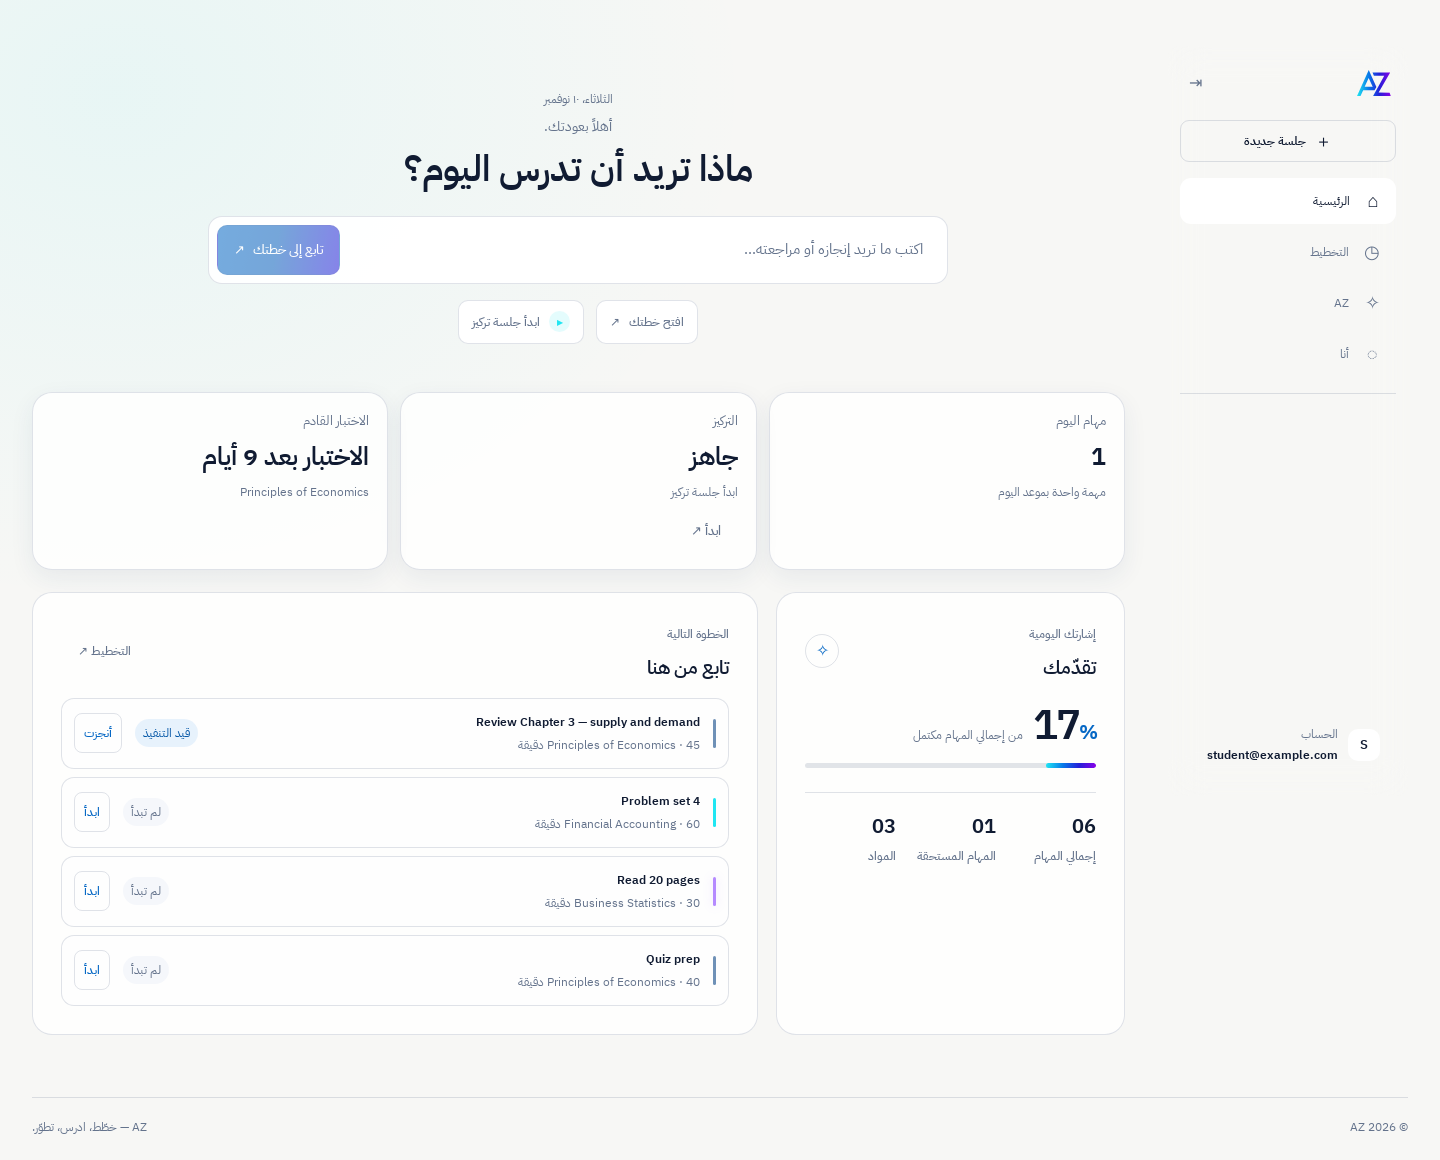 AZ
جلسة جديدة
الرئيسية
التخطيط
AZ
أنا
الحساب
student@example.com
S
الثلاثاء، ١٠ نوفمبر
أهلاً بعودتك.
ماذا تريد أن تدرس اليوم؟
اكتب ما تريد إنجازه أو مراجعته...
تابع إلى خطتك ↗
افتح خطتك ↗
ابدأ جلسة تركيز
مهام اليوم
1
مهمة واحدة بموعد اليوم
التركيز
جاهز
ابدأ جلسة تركيز
ابدأ ↗
الاختبار القادم
الاختبار بعد 9 أيام
Principles of Economics
إشارتك اليومية
تقدّمك
17%
من إجمالي المهام مكتمل
06
إجمالي المهام
01
المهام المستحقة
03
المواد
الخطوة التالية
تابع من هنا
التخطيط ↗
Review Chapter 3 — supply and demand
Principles of Economics · 45 دقيقة
قيد التنفيذ
أنجزت
Problem set 4
Financial Accounting · 60 دقيقة
لم تبدأ
ابدأ
Read 20 pages
Business Statistics · 30 دقيقة
لم تبدأ
ابدأ
Quiz prep
Principles of Economics · 40 دقيقة
لم تبدأ
ابدأ
© 2026 AZ
AZ — خطّط، ادرس، تطوّر.